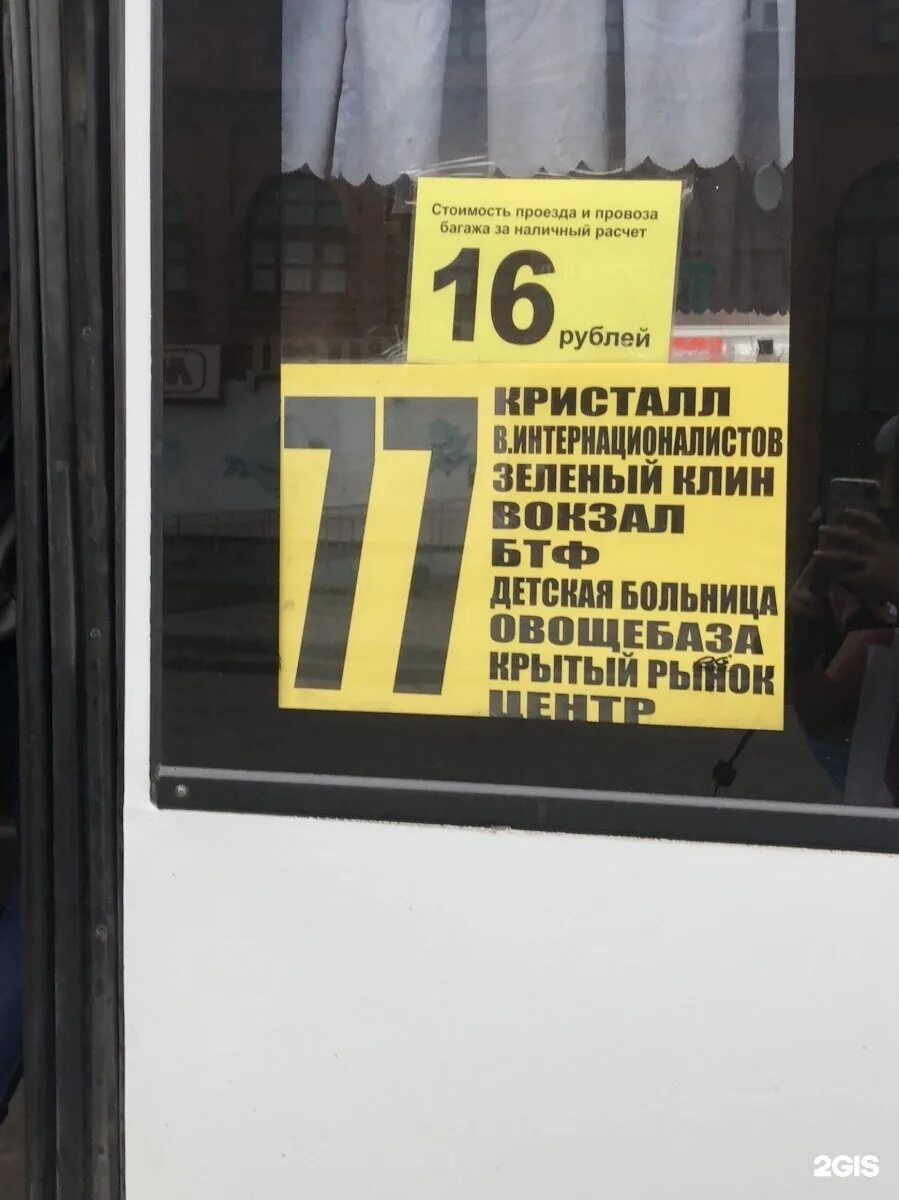 Стоимость проезда и провоза
багажа за наличный расчет
16
рублей
77
КРИСТАЛЛ
В.ИНТЕРНАЦИОНАЛИСТОВ
ЗЕЛЕНЫЙ КЛИН
ВОКЗАЛ
БТФ
ДЕТСКАЯ БОЛЬНИЦА
ОВОЩЕБАЗА
КРЫТЫЙ РЫНОК
ЦЕНТР
2GIS